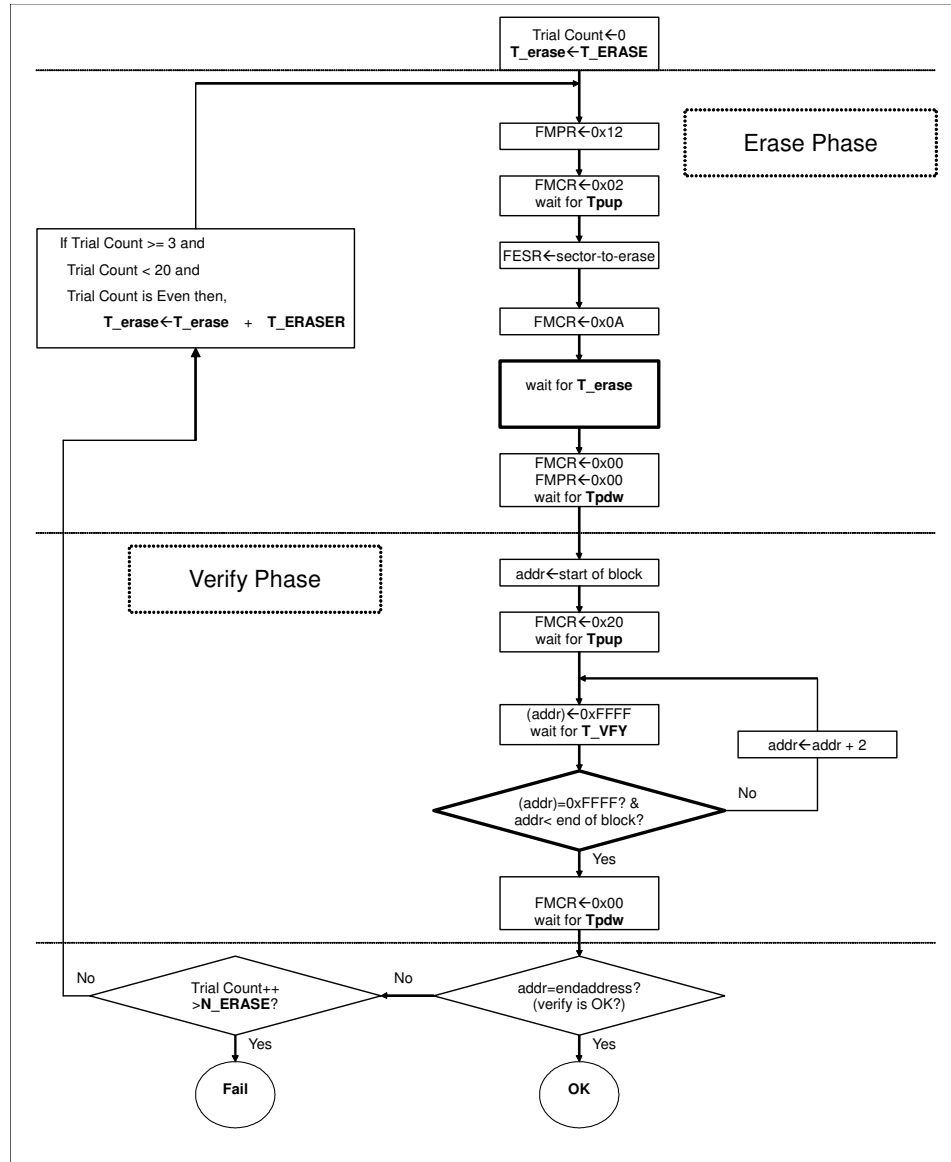 Trial Count←0
T_erase←T_ERASE
FMPR←0x12
Erase Phase
FMCR←0x02
wait for Tpup
If Trial Count >= 3 and
Trial Count < 20 and
Trial Count is Even then,
T_erase←T_erase + T_ERASER
FESR←sector-to-erase
FMCR←0x0A
wait for T_erase
FMCR←0x00
FMPR←0x00
wait for Tpdw
Verify Phase
addr←start of block
FMCR←0x20
wait for Tpup
(addr)←0xFFFF
wait for T_VFY
addr←addr + 2
(addr)=0xFFFF? &
addr< end of block?
No
Yes
FMCR←0x00
wait for Tpdw
No
Trial Count++
>N_ERASE?
No
addr=endaddress?
(verify is OK?)
Yes
Yes
Fail
OK